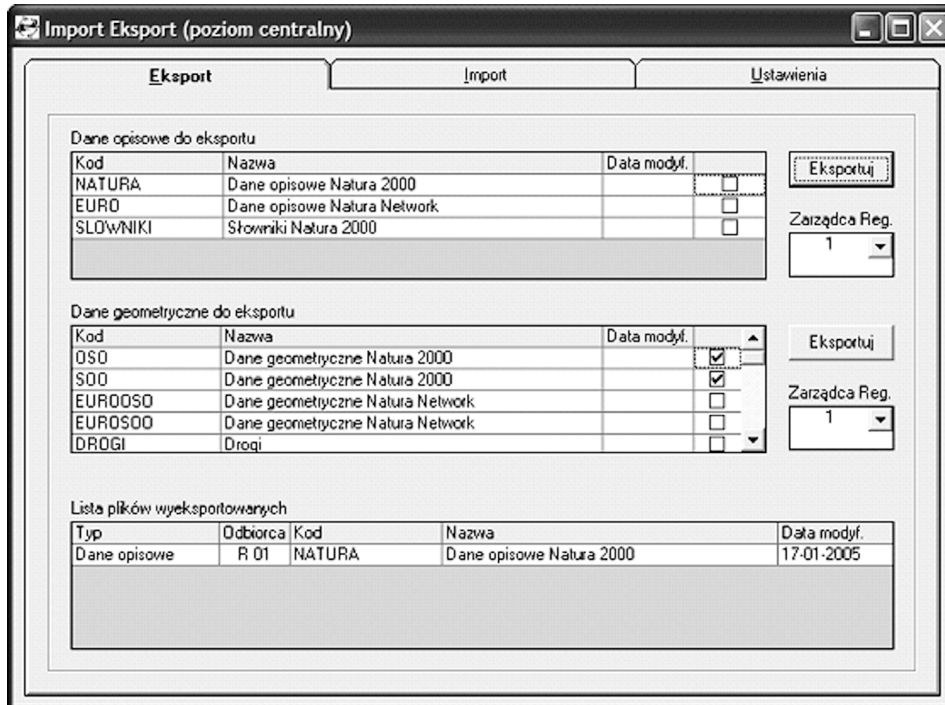 Import Eksport (poziom centralny)
Eksport Import Ustawienia
Dane opisowe do eksportu
Kod Nazwa Data modyf.
NATURA Dane opisowe Natura 2000
EURO Dane opisowe Natura Network
SLOWNIKI Słowniki Natura 2000
Eksportuj
Zarządca Reg.
1
Dane geometryczne do eksportu
Kod Nazwa Data modyf.
OSO Dane geometryczne Natura 2000
SOO Dane geometryczne Natura 2000
EUROOSO Dane geometryczne Natura Network
EUROSOO Dane geometryczne Natura Network
DROGI Drogi
Eksportuj
Zarządca Reg.
1
Lista plików wyeksportowanych
Typ Odbiorca Kod Nazwa Data modyf.
Dane opisowe R 01 NATURA Dane opisowe Natura 2000 17-01-2005